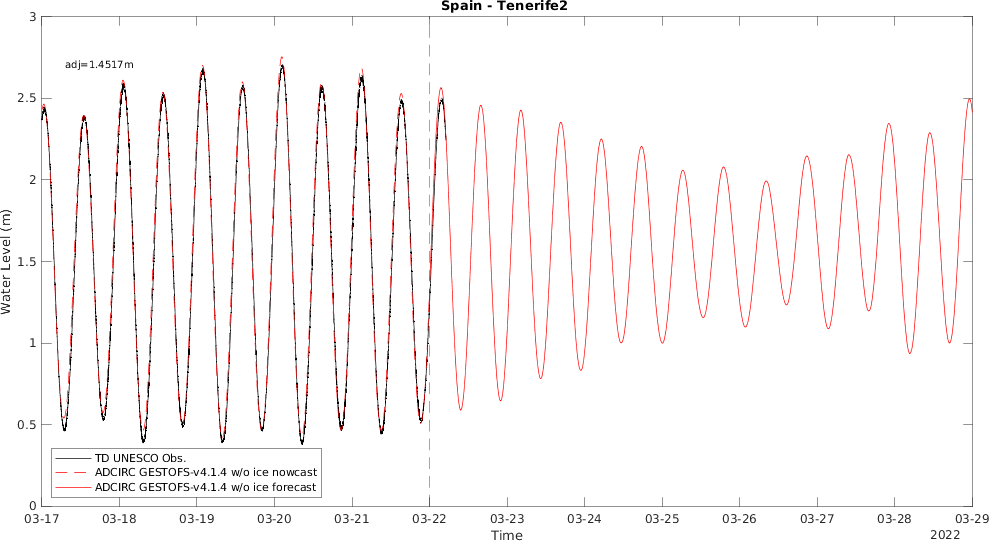 Spain - Tenerife2
3
adj=1.4517m
2.5
2
1.5
1
0.5
0
Water Level (m)
TD UNESCO Obs.
ADCIRC GESTOFS-v4.1.4 w/o ice nowcast
ADCIRC GESTOFS-v4.1.4 w/o ice forecast
03-17 03-18 03-19 03-20 03-21 03-22 03-23 03-24 03-25 03-26 03-27 03-28 03-29
Time
2022